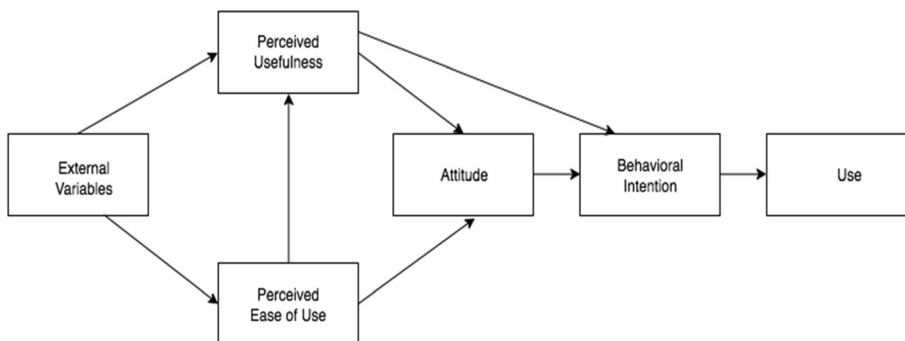 Perceived
Usefulness
External
Variables
Attitude
Behavioral
Intention
Use
Perceived
Ease of Use